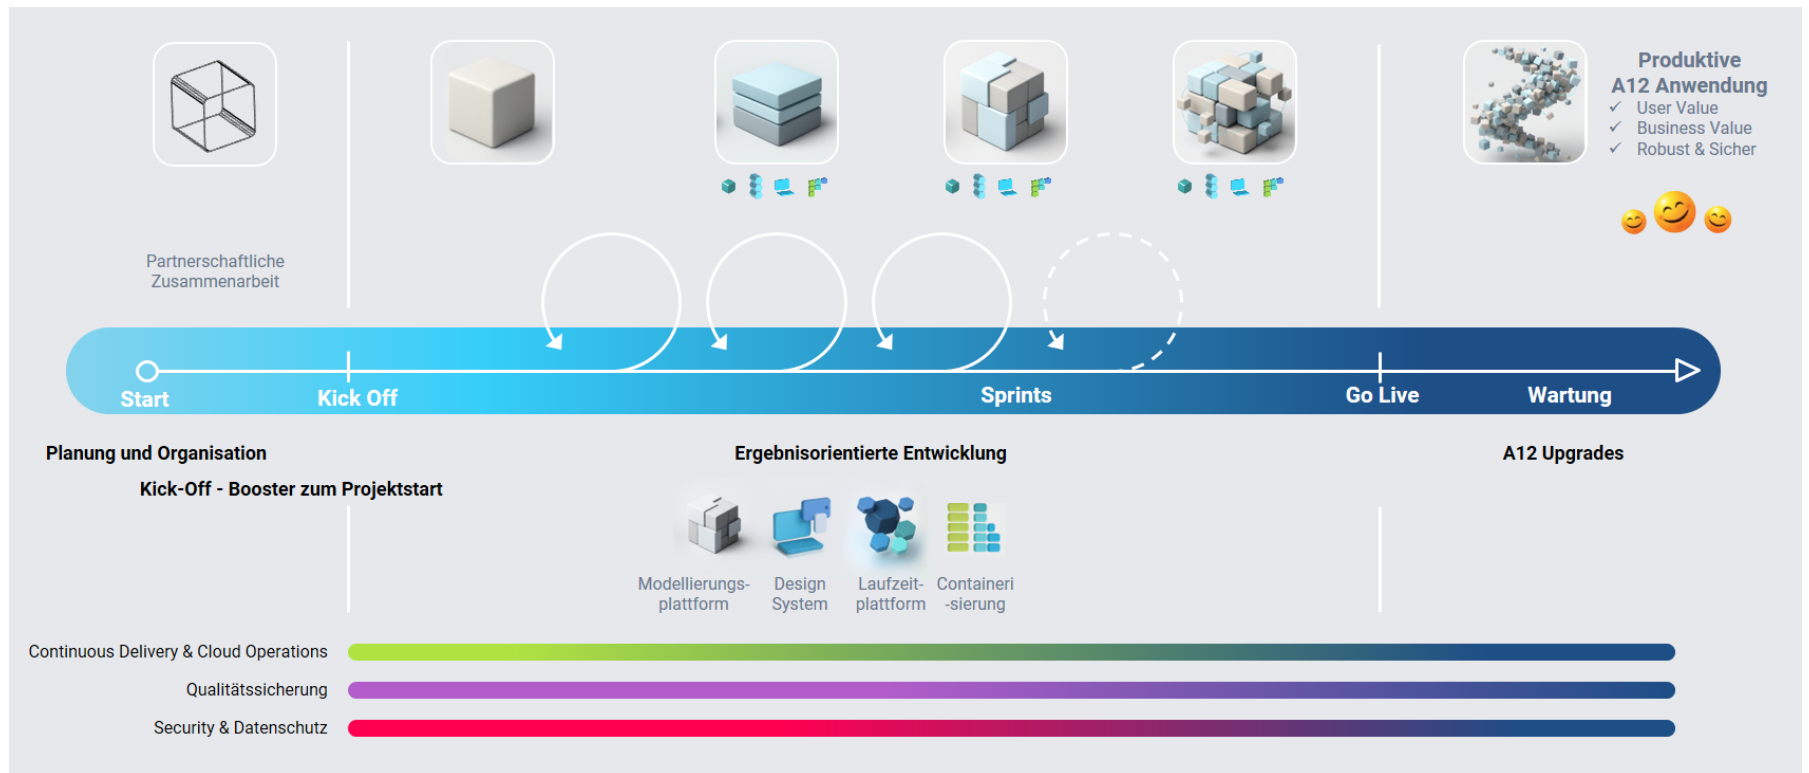 Produktive
A12 Anwendung
✓ User Value
✓ Business Value
✓ Robust & Sicher
Partnerschaftliche
Zusammenarbeit
Start
Kick Off
Sprints
Go Live
Wartung
Planung und Organisation
Ergebnisorientierte Entwicklung
A12 Upgrades
Kick-Off - Booster zum Projektstart
Modellierungs-
plattform
Design
System
Laufzeit-
plattform
Containeri
-sierung
Continuous Delivery & Cloud Operations
Qualitätssicherung
Security & Datenschutz